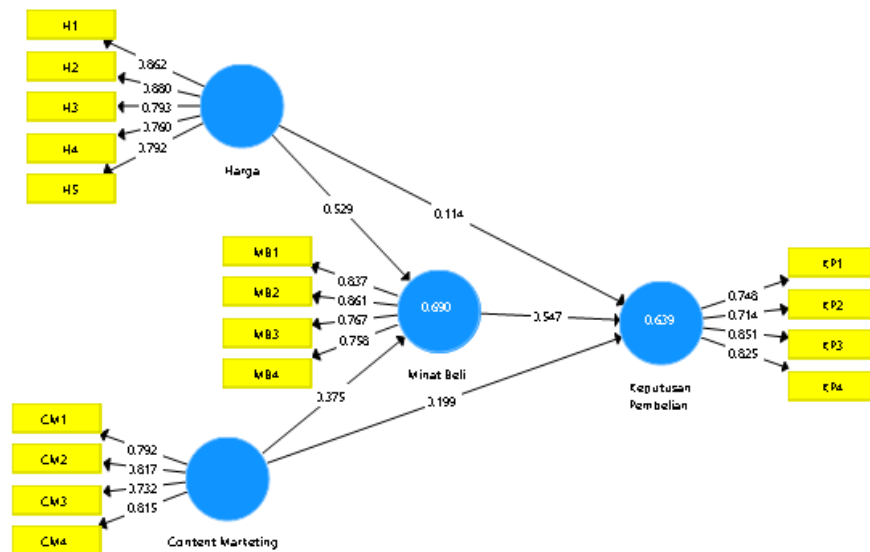 H1
H2
H3
H4
H5
0.862
0.880
0.793
0.760
0.792
Harga
0.529
0.114
MB1
MB2
MB3
MB4
0.837
0.861
0.767
0.758
0.690
Minat Beli
0.547
0.639
Keputusan
Pembelian
0.748
0.714
0.851
0.825
KP1
KP2
KP3
KP4
0.375
0.199
CM1
CM2
CM3
CM4
0.792
0.817
0.732
0.815
Content Marketing